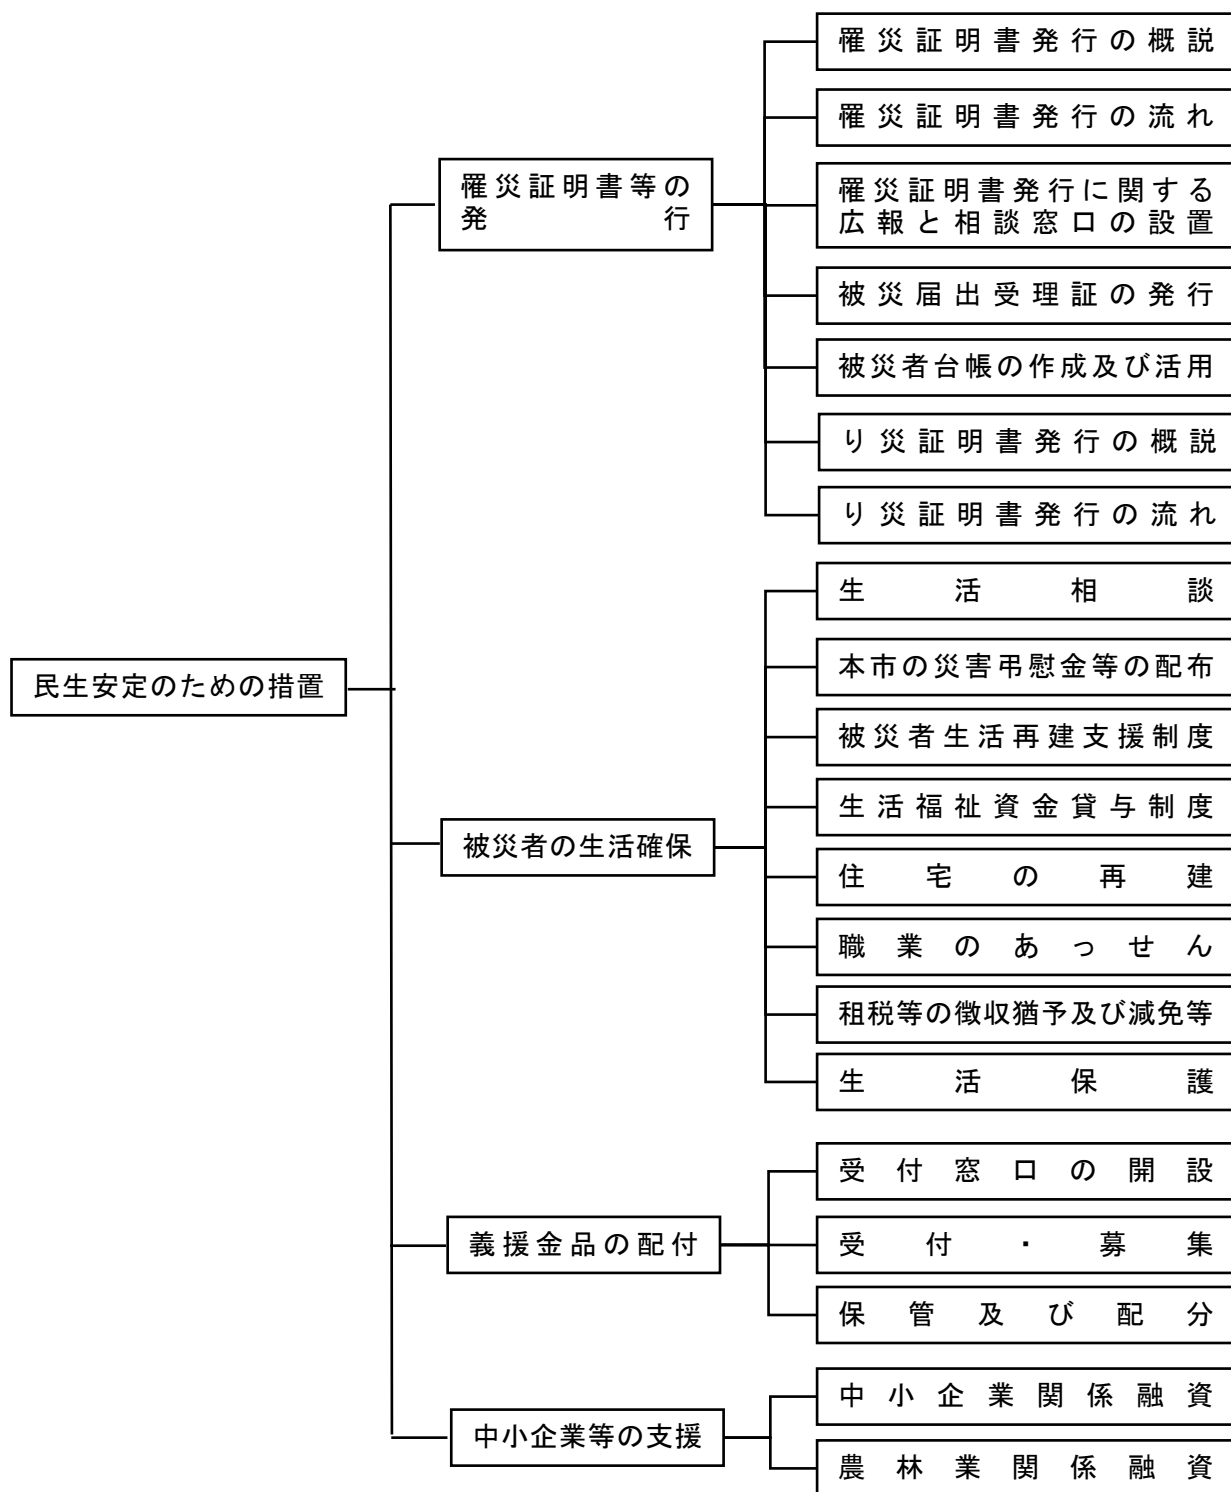 民生安定のための措置
罹災証明書等の
発行
罹災証明書発行の概説
罹災証明書発行の流れ
罹災証明書発行に関する
広報と相談窓口の設置
被災届出受理証の発行
被災者台帳の作成及び活用
り災証明書発行の概説
り災証明書発行の流れ
被災者の生活確保
生活相談
本市の災害弔慰金等の配布
被災者生活再建支援制度
生活福祉資金貸与制度
住宅の再建
職業のあっせん
租税等の徴収猶予及び減免等
生活保護
義援金品の配付
受付窓口の開設
受付・募集
保管及び配分
中小企業等の支援
中小企業関係融資
農林業関係融資